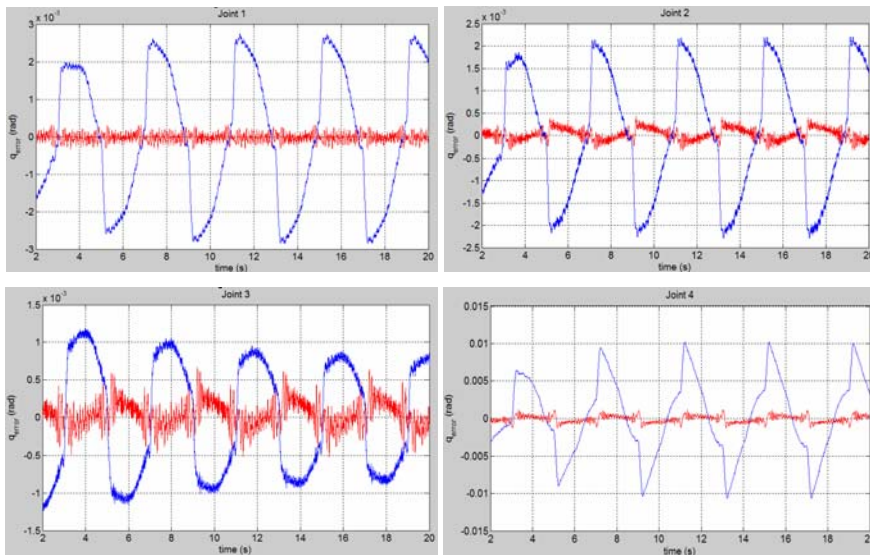 x 10⁻³
Joint 1
3
2
1
0
-1
-2
-3
q_error (rad)
2 4 6 8 10 12 14 16 18 20
time (s)
x 10⁻³
Joint 2
2.5
2
1.5
1
0.5
0
-0.5
-1
-1.5
-2
-2.5
q_error (rad)
2 4 6 8 10 12 14 16 18 20
time (s)
x 10⁻³
Joint 3
1.5
1
0.5
0
-0.5
-1
-1.5
q_error (rad)
2 4 6 8 10 12 14 16 18 20
time (s)
Joint 4
0.015
0.01
0.005
0
-0.005
-0.01
-0.015
q_error (rad)
2 4 6 8 10 12 14 16 18 20
time (s)